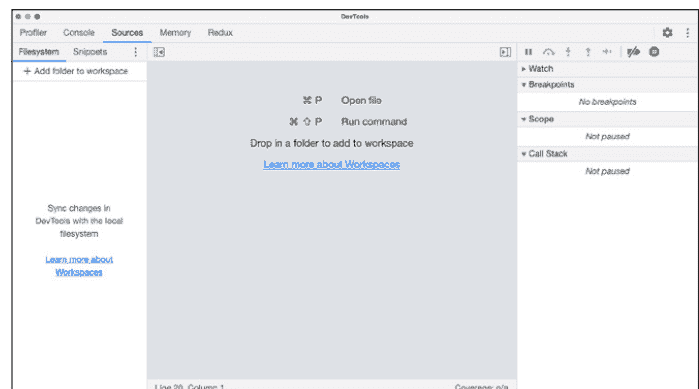 DevTools
Profiler Console Sources Memory Redux
Filesystem Snippets
+ Add folder to workspace
⌘ P Open file
⌘ ⇧ P Run command
Drop in a folder to add to workspace
Learn more about Workspaces
Sync changes in
DevTools with the local
filesystem
Learn more about
Workspaces
Watch
Breakpoints
No breakpoints
Scope
Not paused
Call Stack
Not paused
Line 20, Column 1
Coverage: n/a